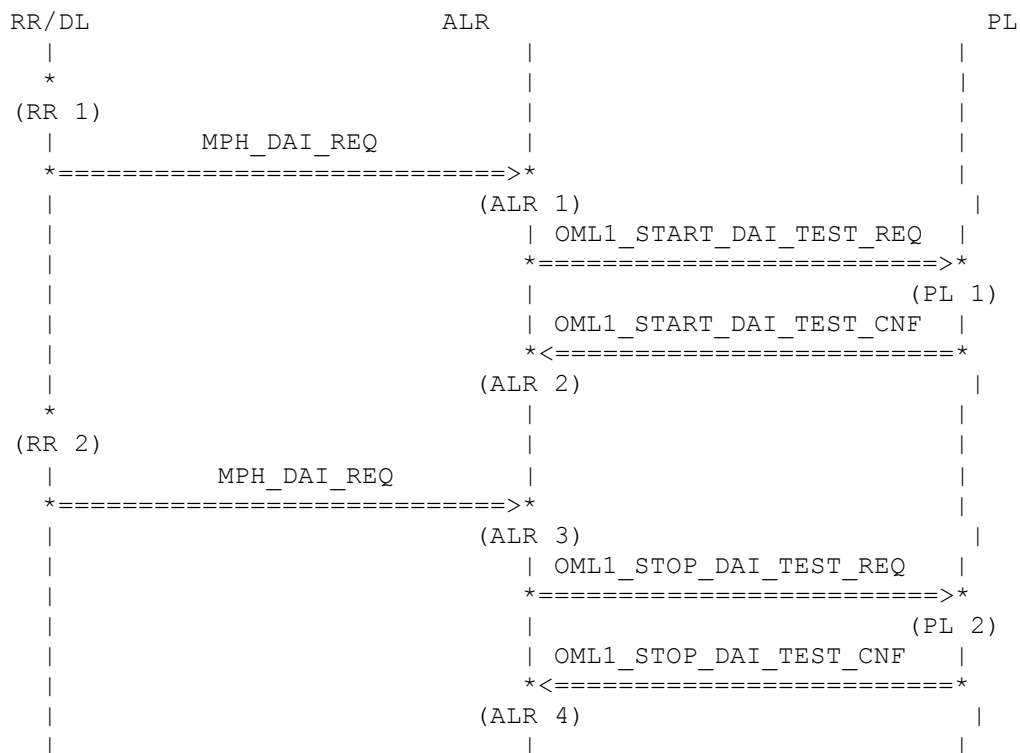 RR/DL ALR PL
(RR 1)
MPH_DAI_REQ
(ALR 1)
OML1_START_DAI_TEST_REQ
(PL 1)
OML1_START_DAI_TEST_CNF
(ALR 2)
(RR 2)
MPH_DAI_REQ
(ALR 3)
OML1_STOP_DAI_TEST_REQ
(PL 2)
OML1_STOP_DAI_TEST_CNF
(ALR 4)